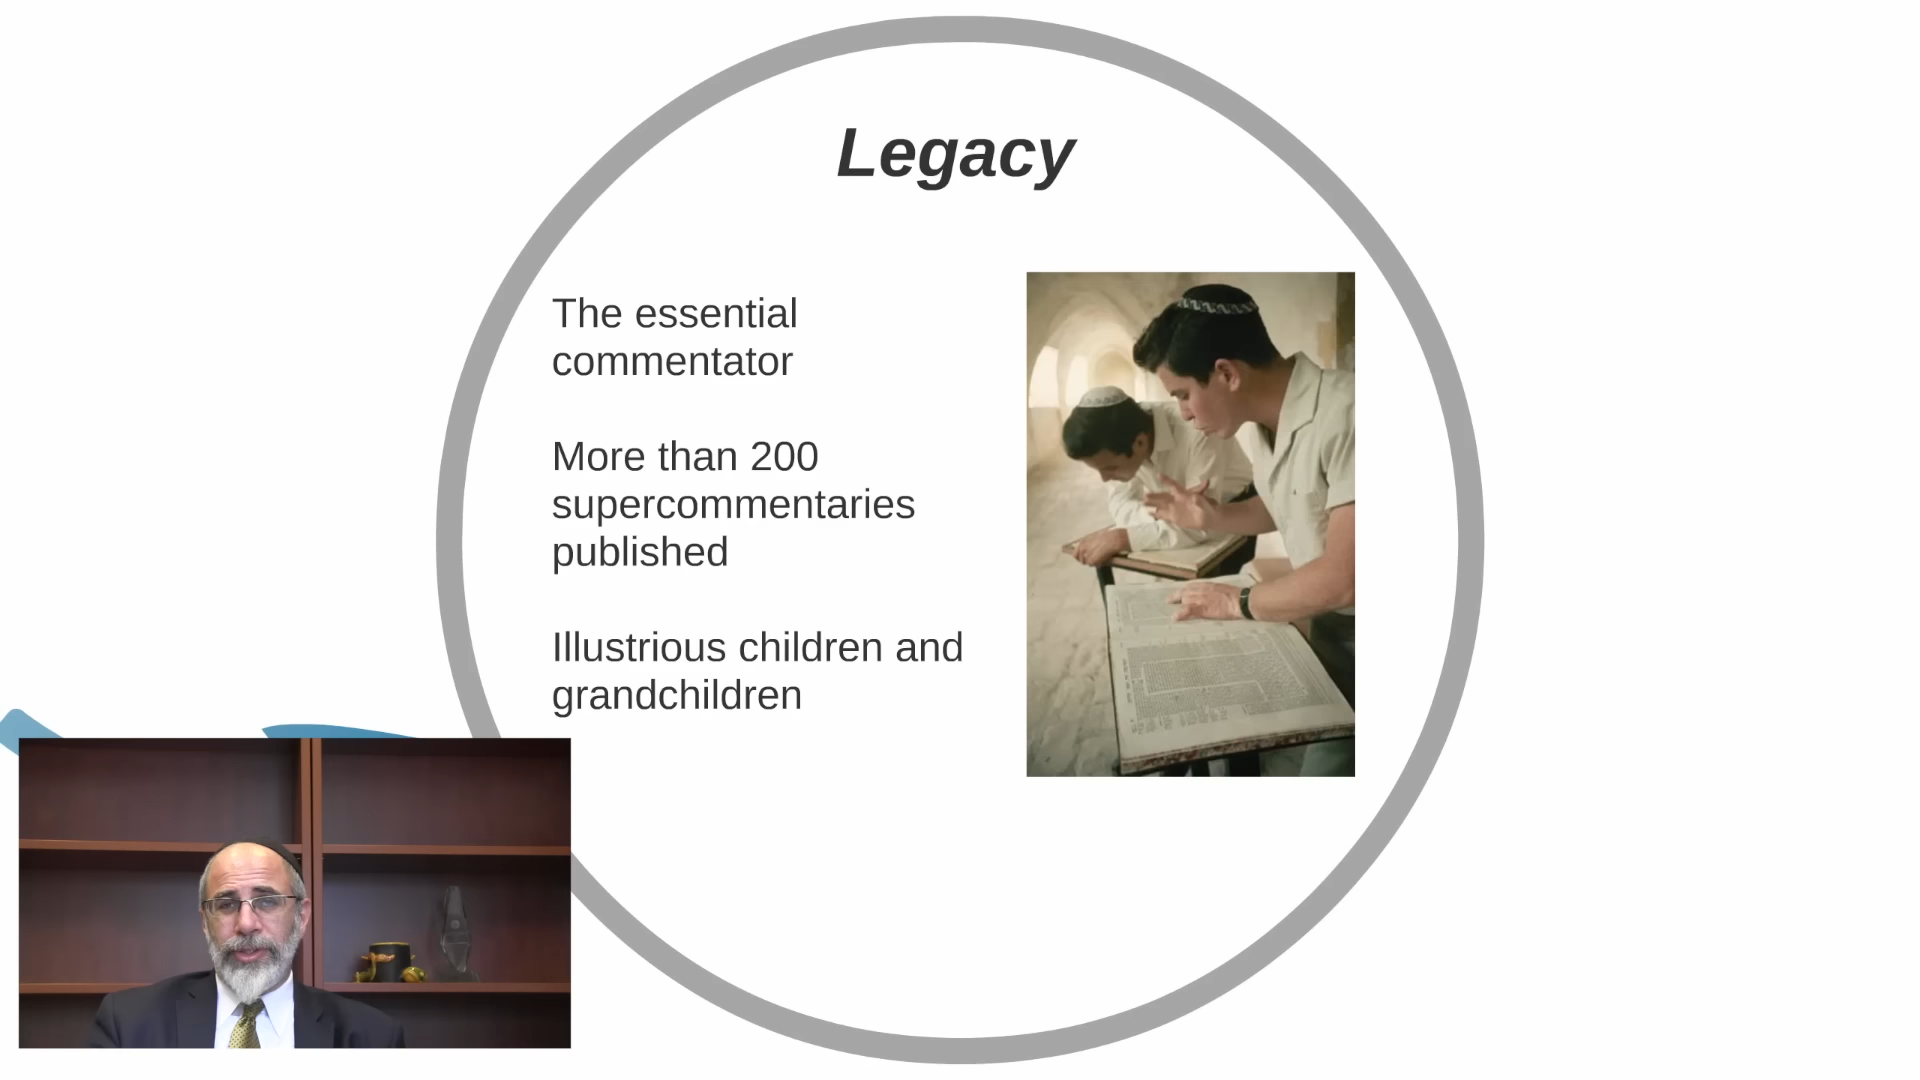 Legacy
The essential
commentator
More than 200
supercommentaries
published
Illustrious children and
grandchildren